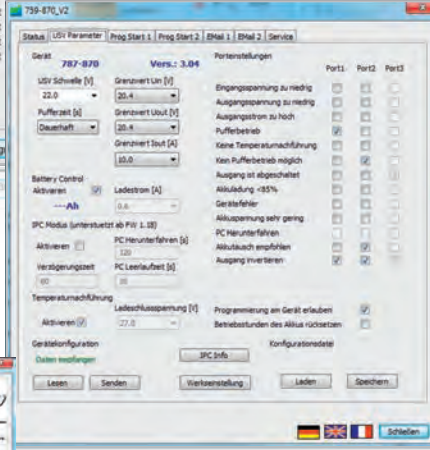 759-870_V2
Status USV Parameter Prog Start 1 Prog Start 2 EMail 1 EMail 2 Service
Gerät
787-870 Vers.: 3.04
USV Schwelle [V] Grenzwert Uin [V]
22.0 20.4
Pufferzeit [s] Grenzwert Uout [V]
Dauerhaft 20.4
Grenzwert Iout [A]
10.0
Battery Control
Aktivieren Ladestrom [A]
---Ah 0.6
IPC Modus (unterstuetzt ab FW 1.18)
Aktivieren PC Herunterfahren [s]
120
Verzögerungszeit PC Leerlaufzeit [s]
60
Temperaturnachführung
Ladeschlussspannung [V]
Aktivieren 27.0
Gerätekonfiguration
Daten empfangen
Lesen Senden
Porteinstellungen
Port1 Port2 Port3
Eingangsspannung zu niedrig
Ausgangsspannung zu niedrig
Ausgangsstrom zu hoch
Pufferbetrieb
Keine Temperaturnachführung
Kein Pufferbetrieb möglich
Ausgang ist abgeschaltet
Akkuladung <85%
Gerätefehler
Akkuspannung sehr gering
PC Herunterfahren
Akkutausch empfohlen
Ausgang invertieren
Programmierung am Gerät erlauben
Betriebsstunden des Akkus rücksetzen
IPC Info
Konfigurationsdatei
Werkseinstellung Laden Speichern
Schließen